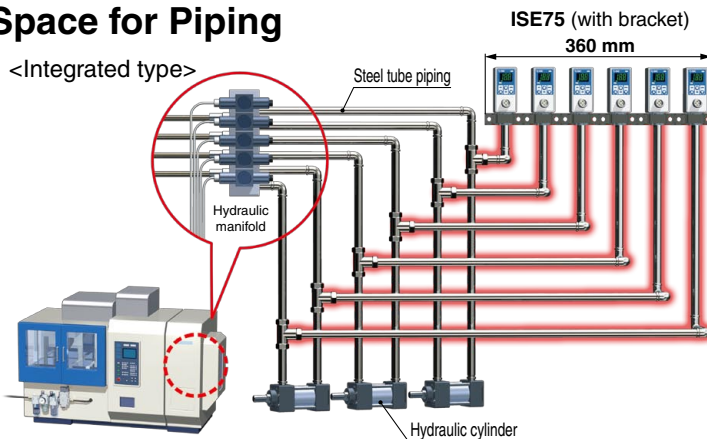 Space for Piping
<Integrated type>
ISE75 (with bracket)
360 mm
Steel tube piping
Hydraulic
manifold
Hydraulic cylinder